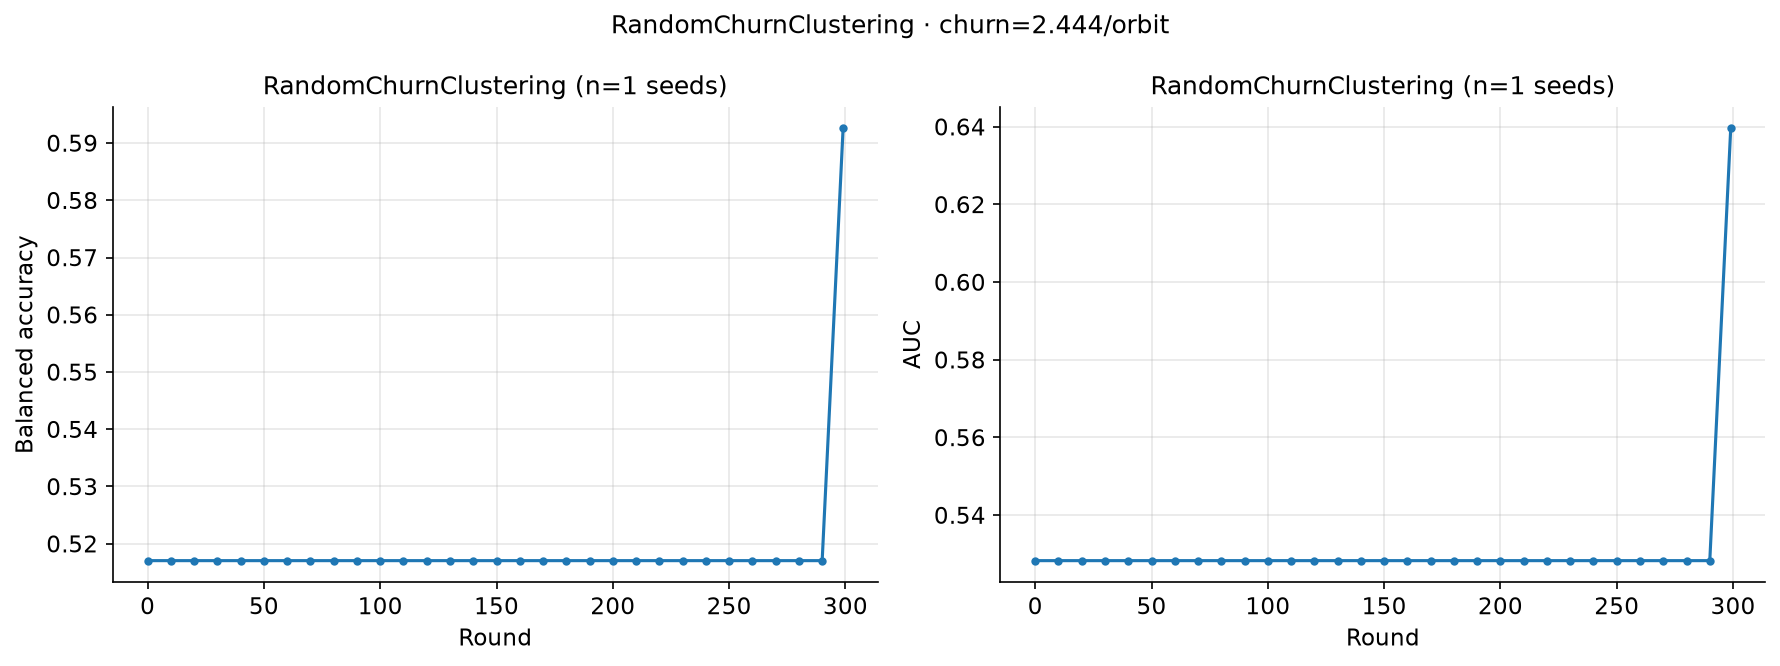 RandomChurnClustering · churn=2.444/orbit
RandomChurnClustering (n=1 seeds)
Balanced accuracy
0.59
0.58
0.57
0.56
0.55
0.54
0.53
0.52
0 50 100 150 200 250 300
Round
RandomChurnClustering (n=1 seeds)
AUC
0.64
0.62
0.60
0.58
0.56
0.54
0 50 100 150 200 250 300
Round